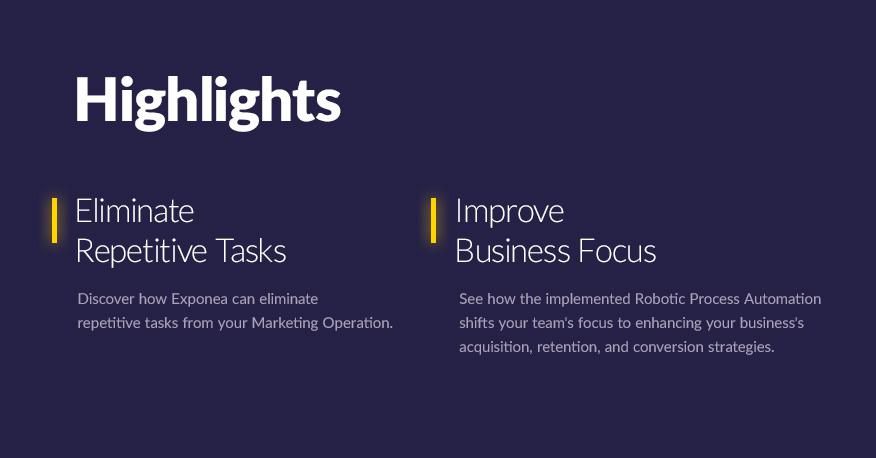 Highlights
Eliminate
Repetitive Tasks
Discover how Exponea can eliminate
repetitive tasks from your Marketing Operation.
Improve
Business Focus
See how the implemented Robotic Process Automation
shifts your team's focus to enhancing your business's
acquisition, retention, and conversion strategies.